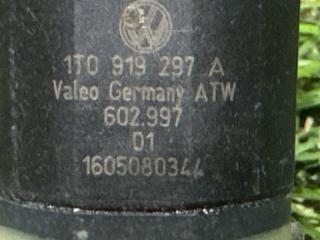 1T0 919 297 A
Valeo Germany ATW
602.997
D1
1605080344